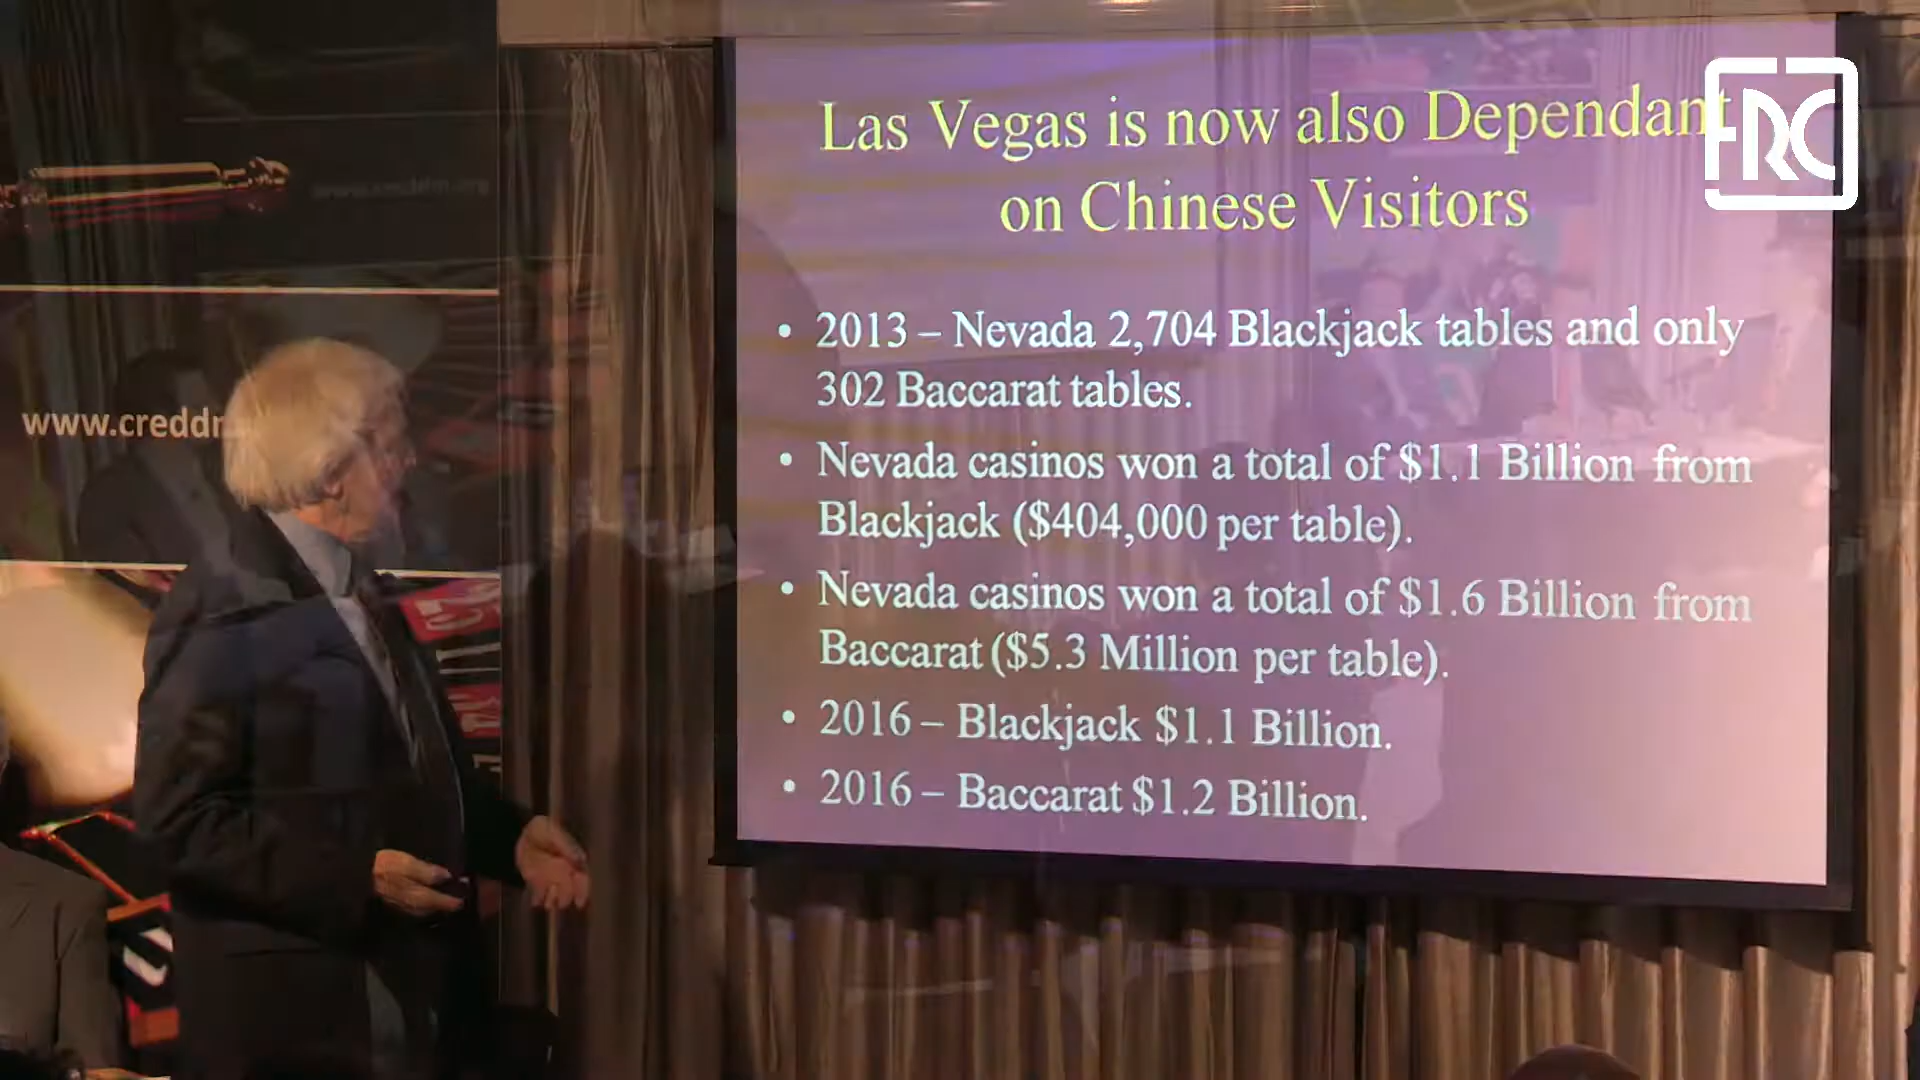 Las Vegas is now also Dependant
on Chinese Visitors
• 2013 – Nevada 2,704 Blackjack tables and only
302 Baccarat tables.
• Nevada casinos won a total of $1.1 Billion from
Blackjack ($404,000 per table).
• Nevada casinos won a total of $1.6 Billion from
Baccarat ($5.3 Million per table).
• 2016 – Blackjack $1.1 Billion.
• 2016 – Baccarat $1.2 Billion.
FRC
www.creddr